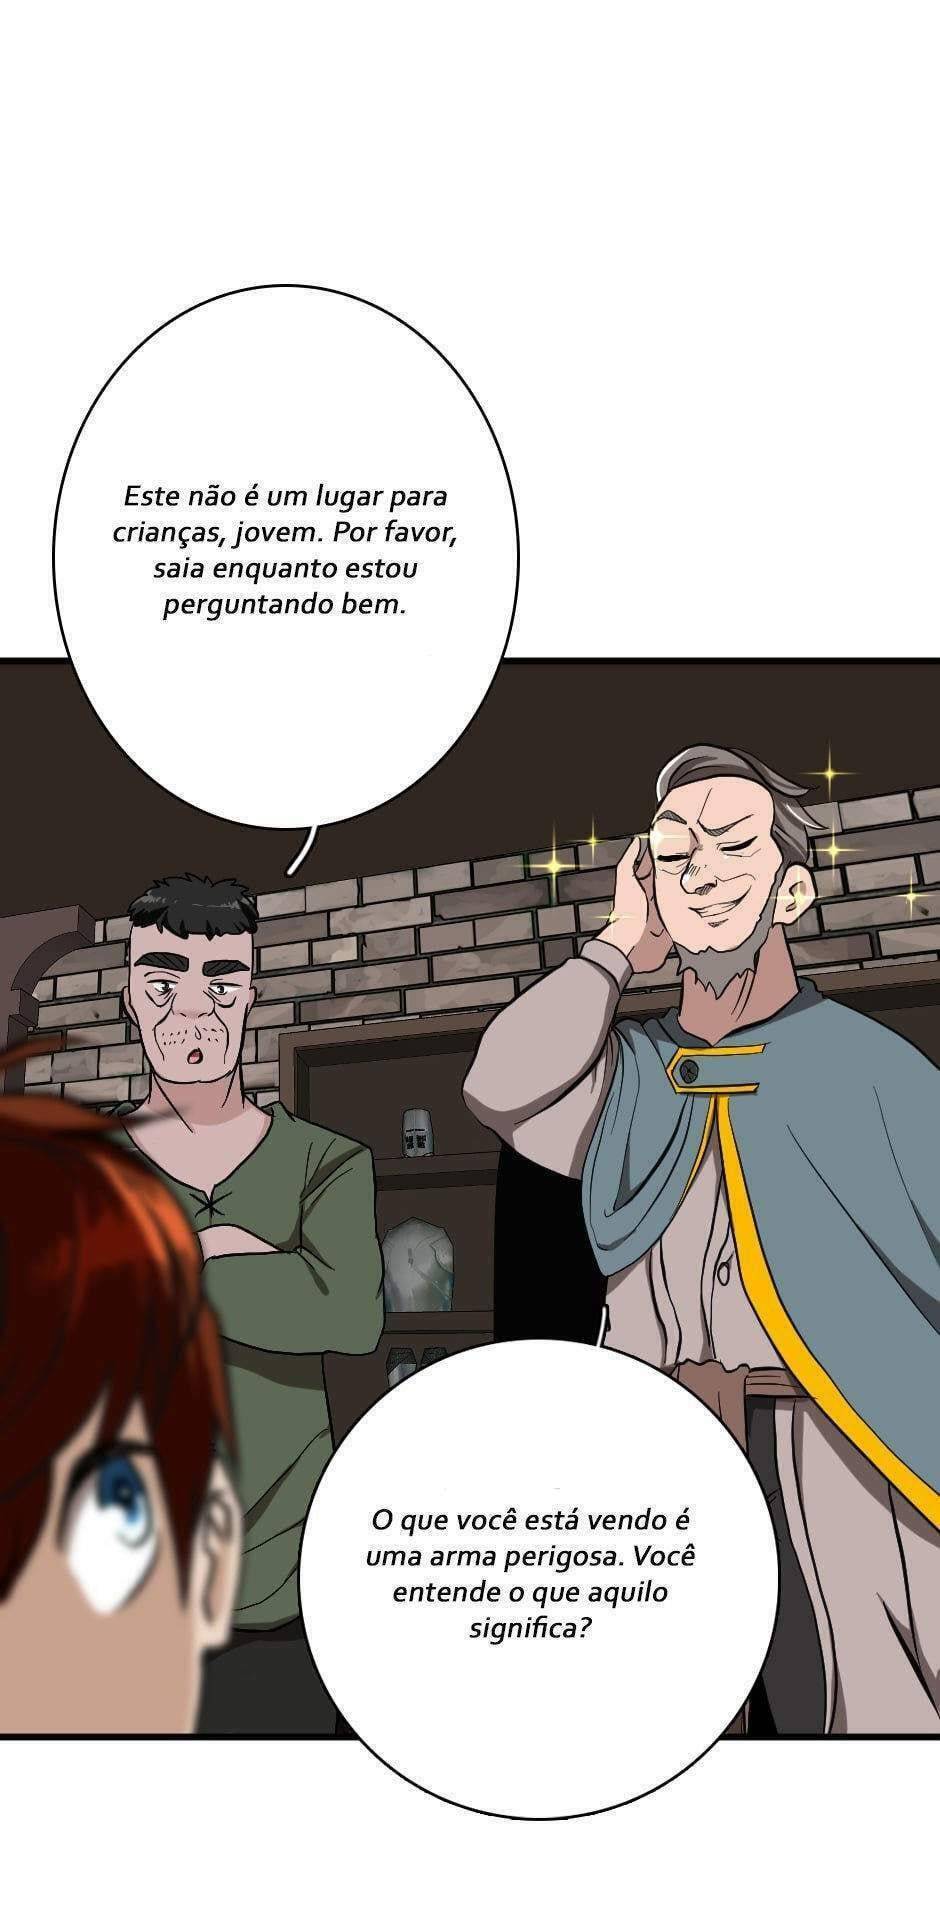 Este não é um lugar para
crianças, jovem. Por favor,
saia enquanto estou
perguntando bem.
O que você está vendo é
uma arma perigosa. Você
entende o que aquilo
significa?